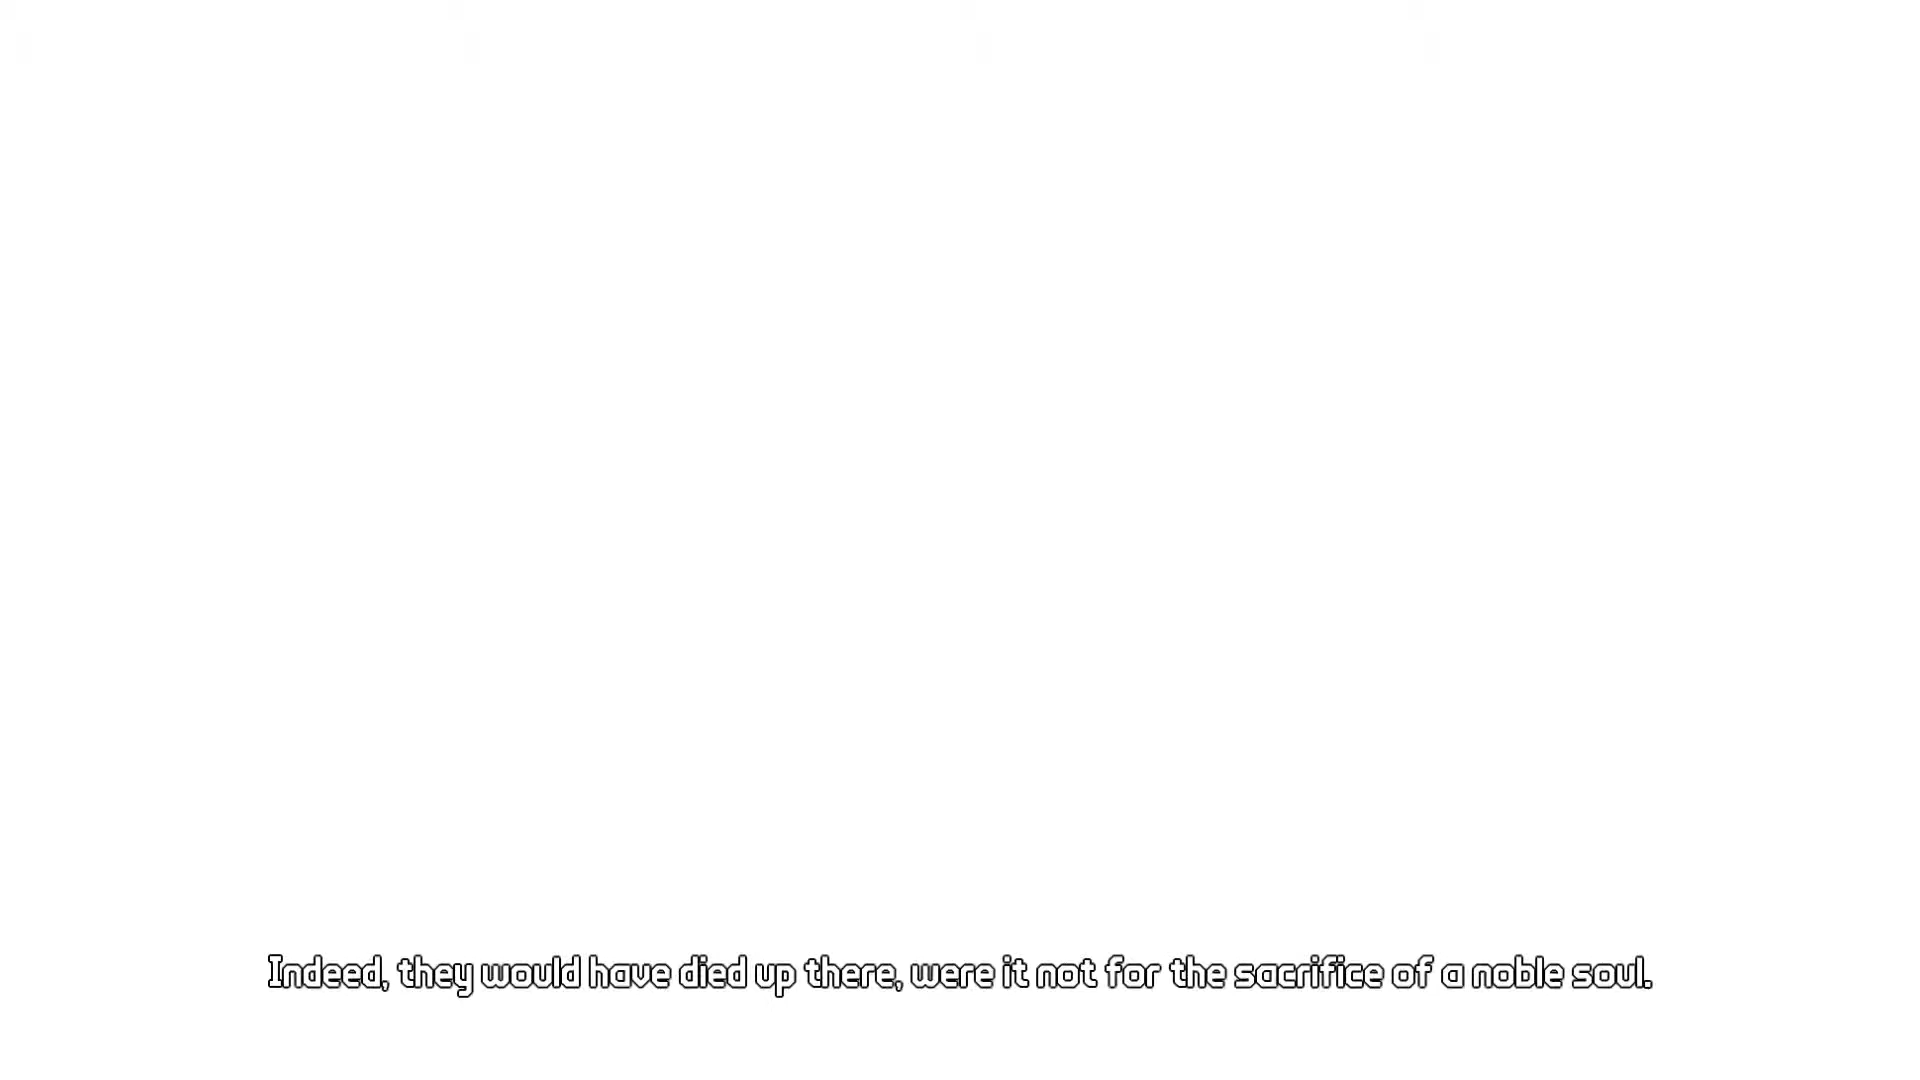 Indeed, they would have died up there, were it not for the sacrifice of a noble soul.